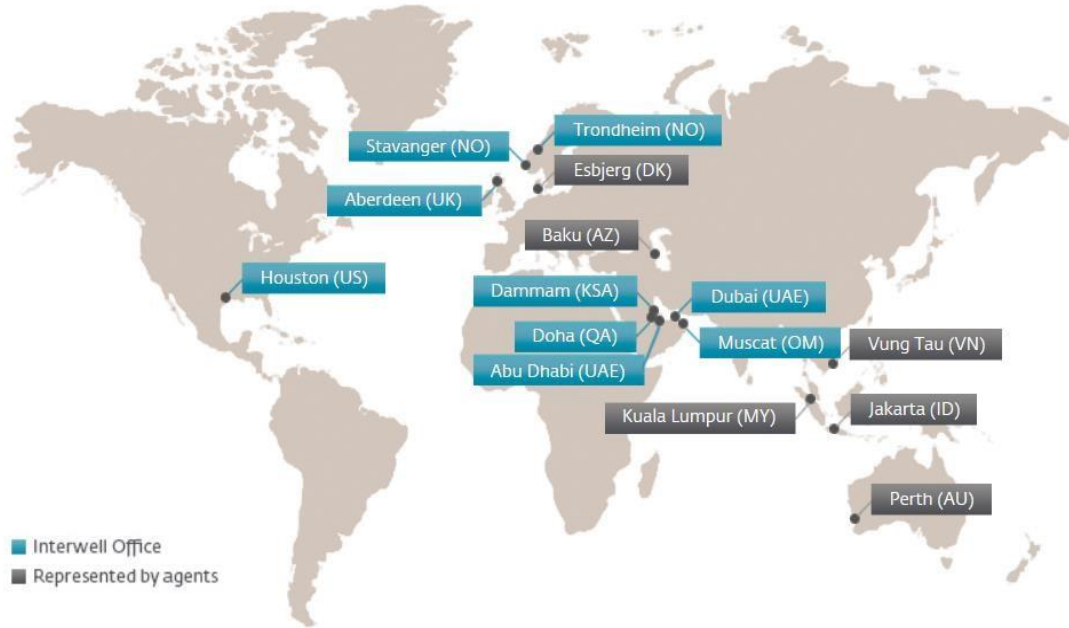 Trondheim (NO)
Stavanger (NO)
Esbjerg (DK)
Aberdeen (UK)
Baku (AZ)
Houston (US)
Dammam (KSA)
Dubai (UAE)
Doha (QA)
Muscat (OM)
Vung Tau (VN)
Abu Dhabi (UAE)
Kuala Lumpur (MY)
Jakarta (ID)
Perth (AU)
Interwell Office
Represented by agents